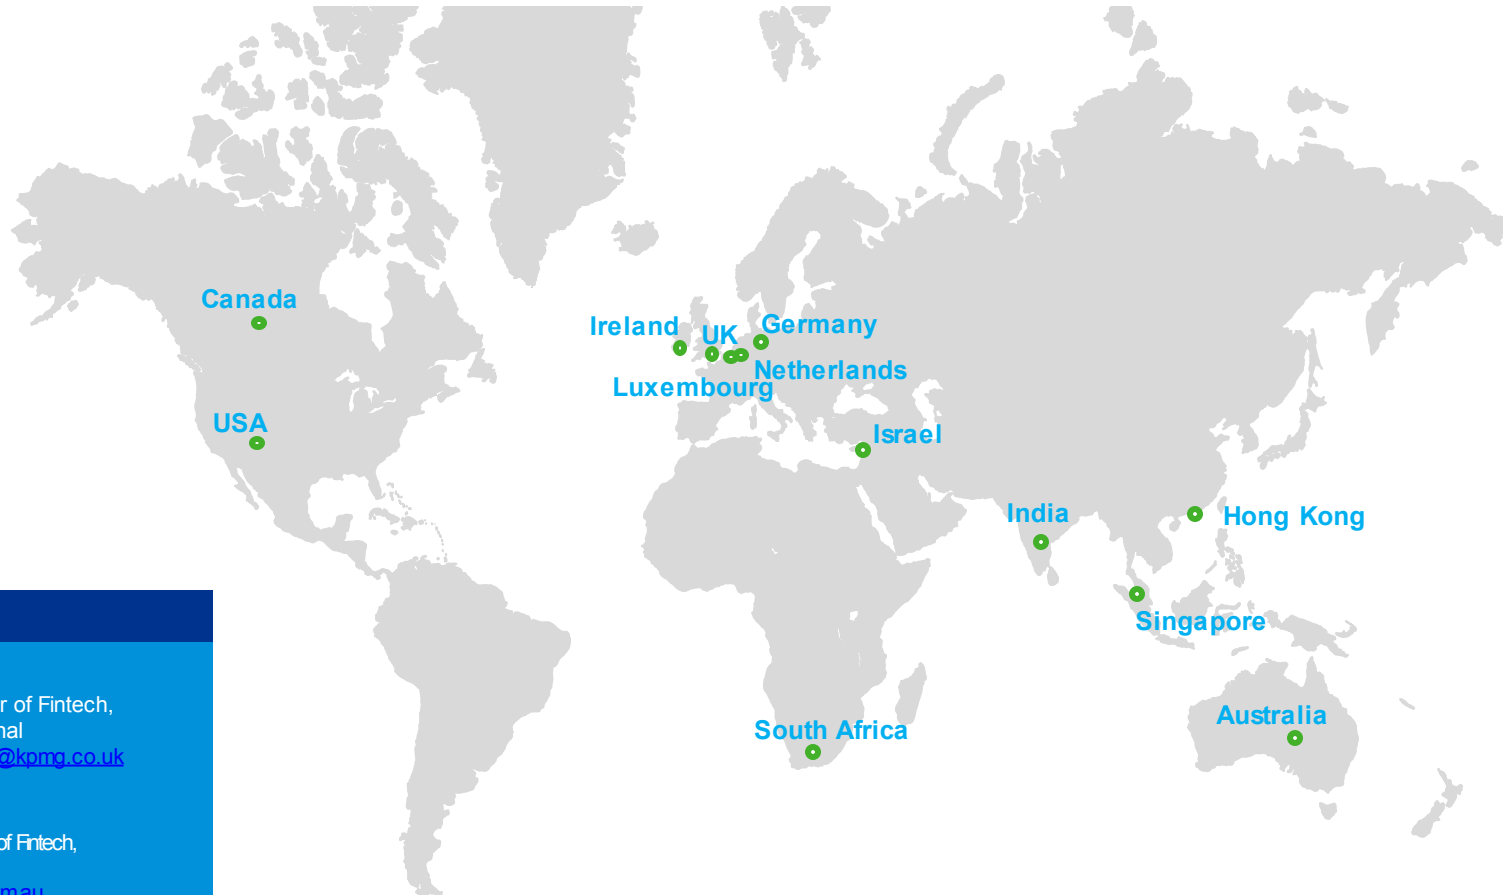 Canada
Ireland
UK
Germany
Netherlands
Luxembourg
USA
Israel
India
Hong Kong
Singapore
Australia
South Africa
of Fintech,
@kpmg.co.uk
of Fintech,